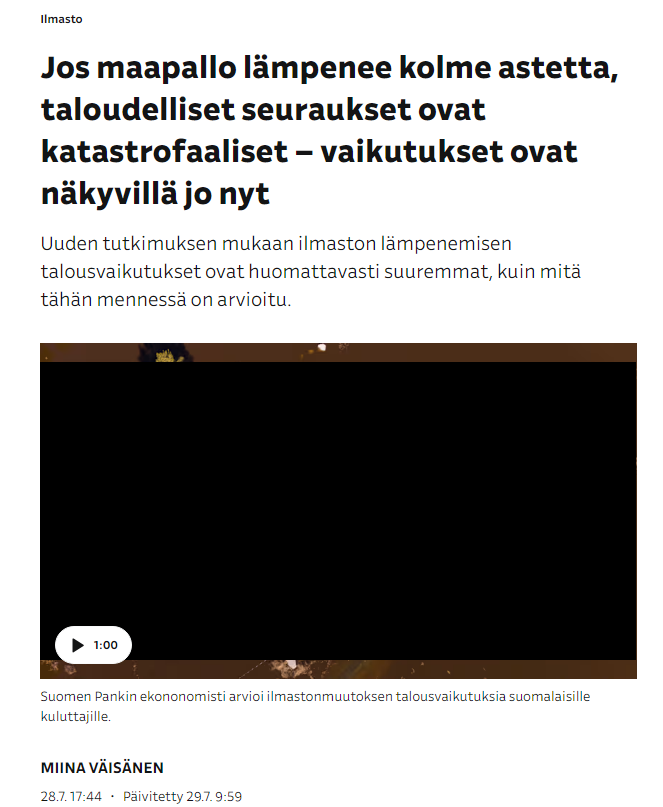 Ilmasto
Jos maapallo lämpenee kolme astetta,
taloudelliset seuraukset ovat
katastrofaaliset – vaikutukset ovat
näkyvillä jo nyt
Uuden tutkimuksen mukaan ilmaston lämpenemisen
talousvaikutukset ovat huomattavasti suuremmat, kuin mitä
tähän mennessä on arvioitu.
1:00
Suomen Pankin ekononomisti arvioi ilmastonmuutoksen talousvaikutuksia suomalaisille
kuluttajille.
MIINA VÄISÄNEN
28.7. 17:44 • Päivitetty 29.7. 9:59